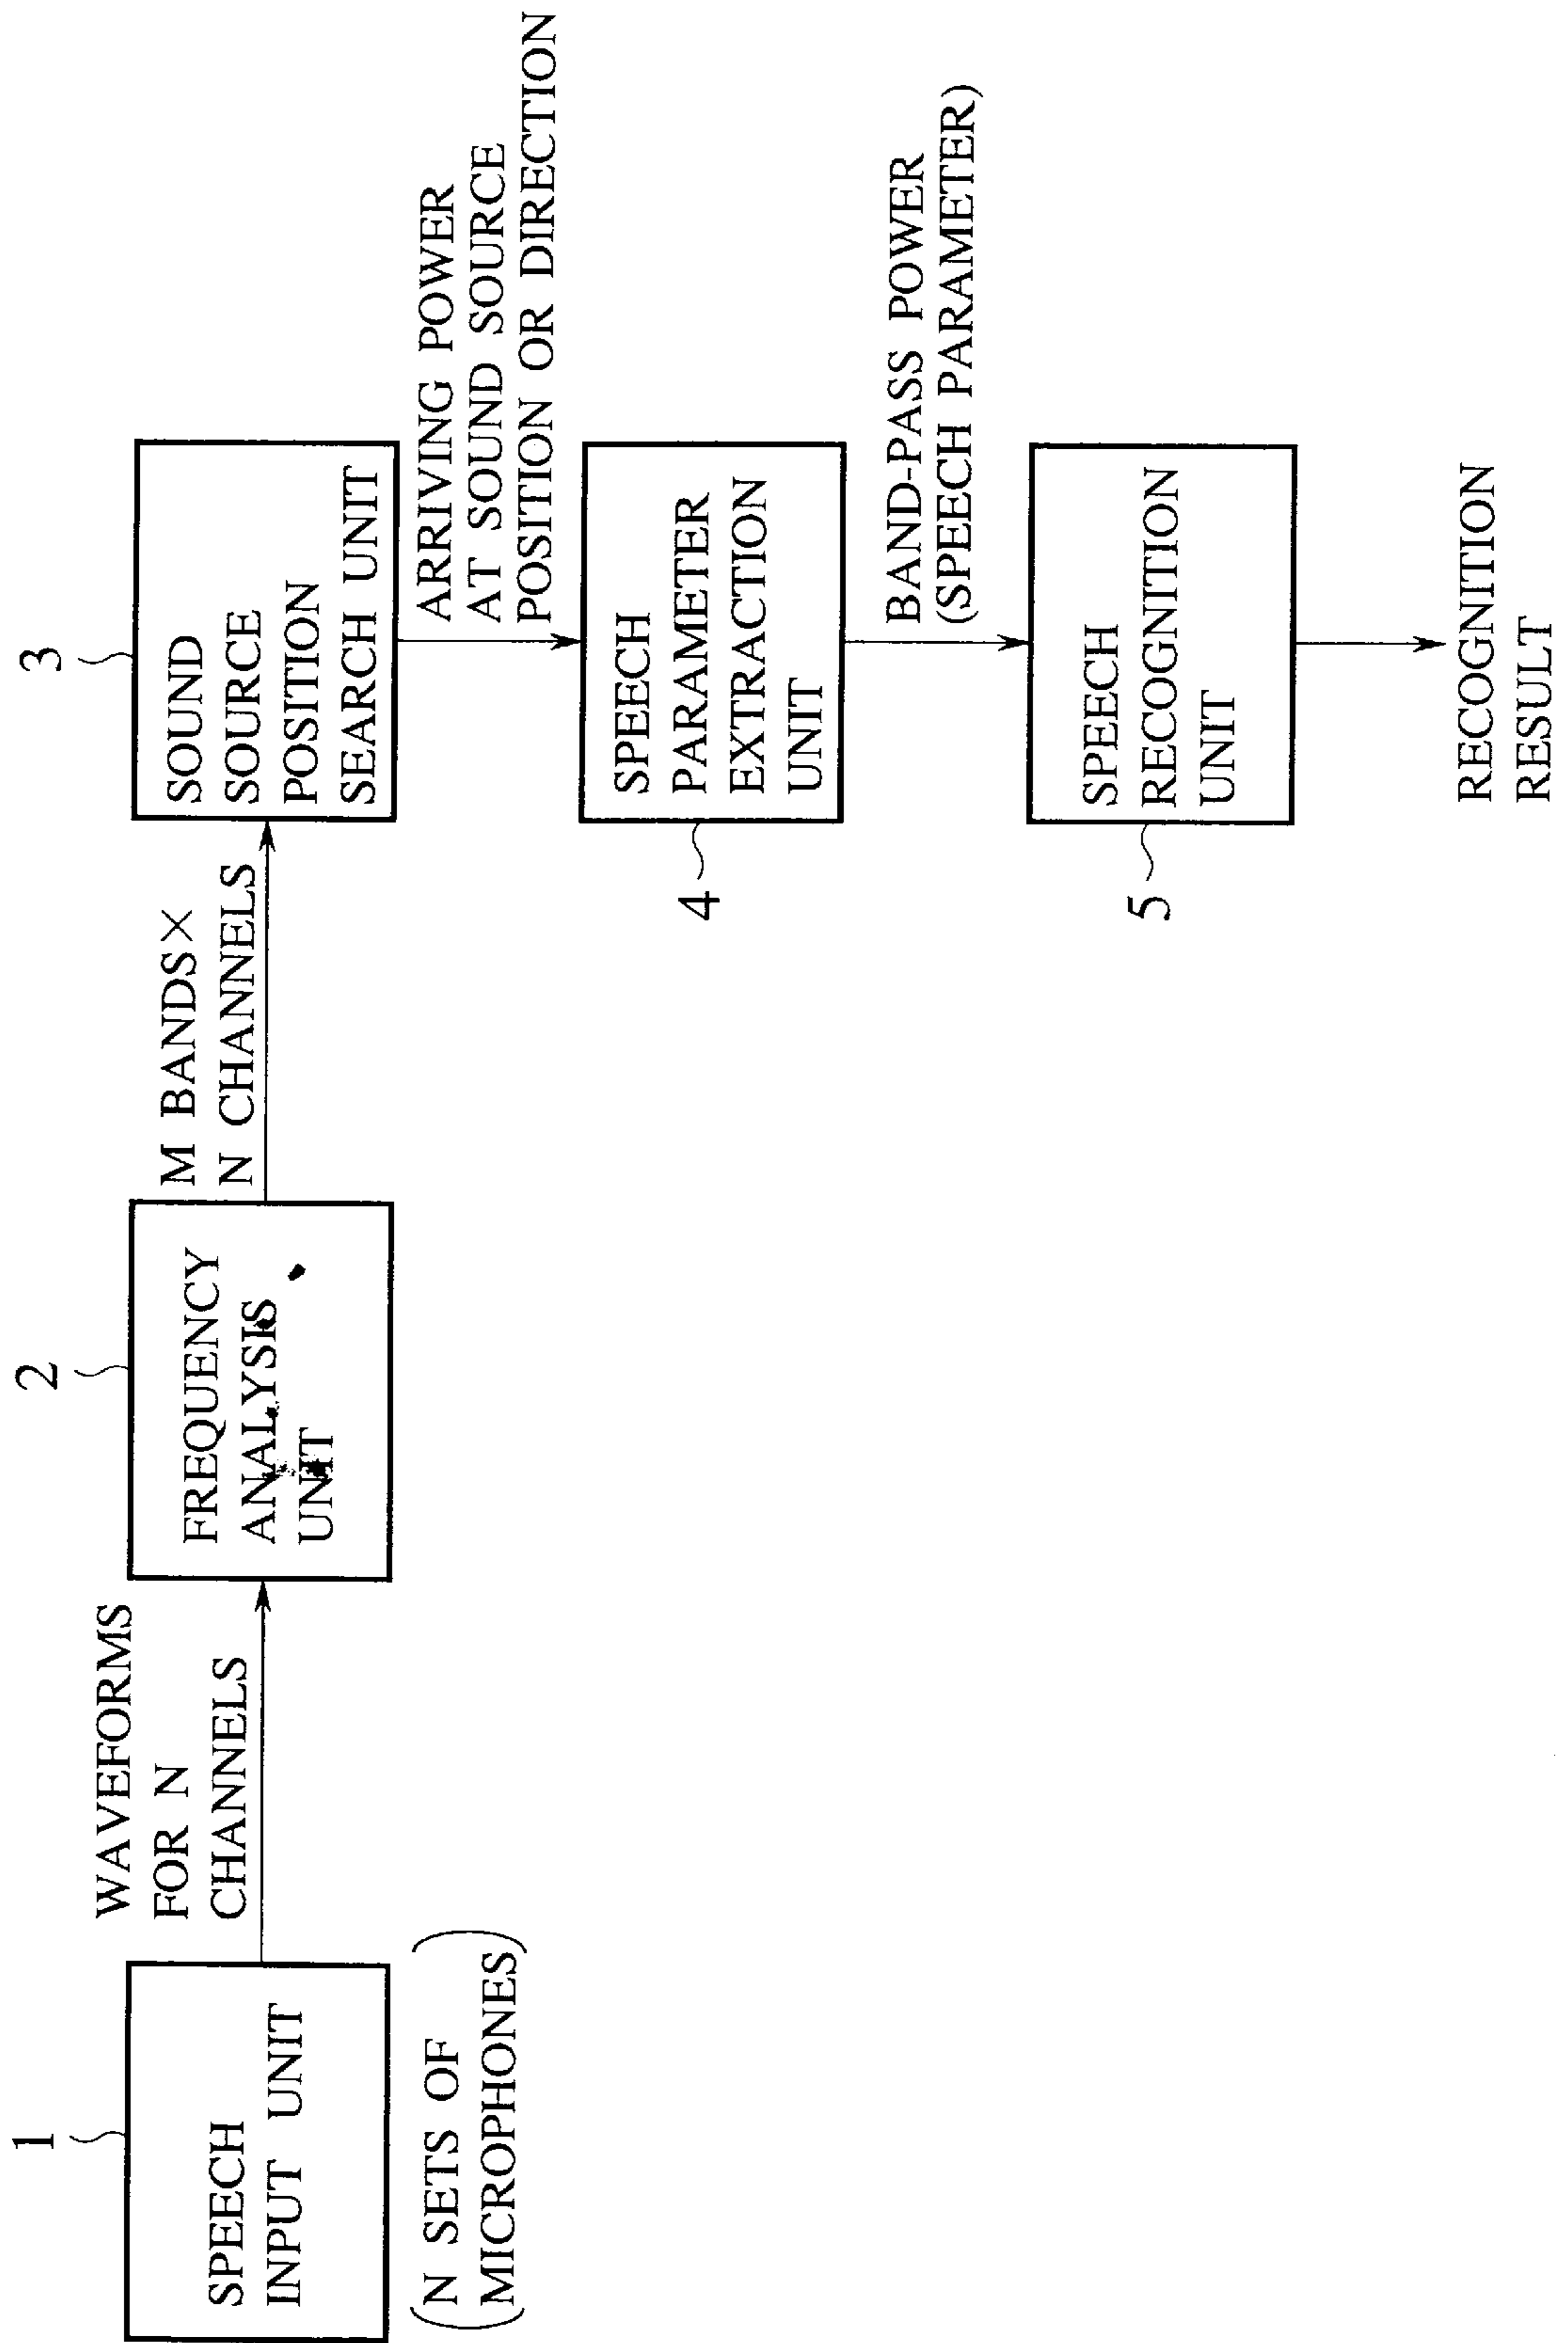 1
SPEECH
INPUT UNIT
(N SETS OF
MICROPHONES)
WAVEFORMS
FOR N
CHANNELS
2
FREQUENCY
ANALYSIS
UNIT
M BANDS×
N CHANNELS
3
SOUND
SOURCE
POSITION
SEARCH UNIT
ARRIVING POWER
AT SOUND SOURCE
POSITION OR DIRECTION
4
SPEECH
PARAMETER
EXTRACTION
UNIT
BAND-PASS POWER
(SPEECH PARAMETER)
5
SPEECH
RECOGNITION
UNIT
RECOGNITION
RESULT